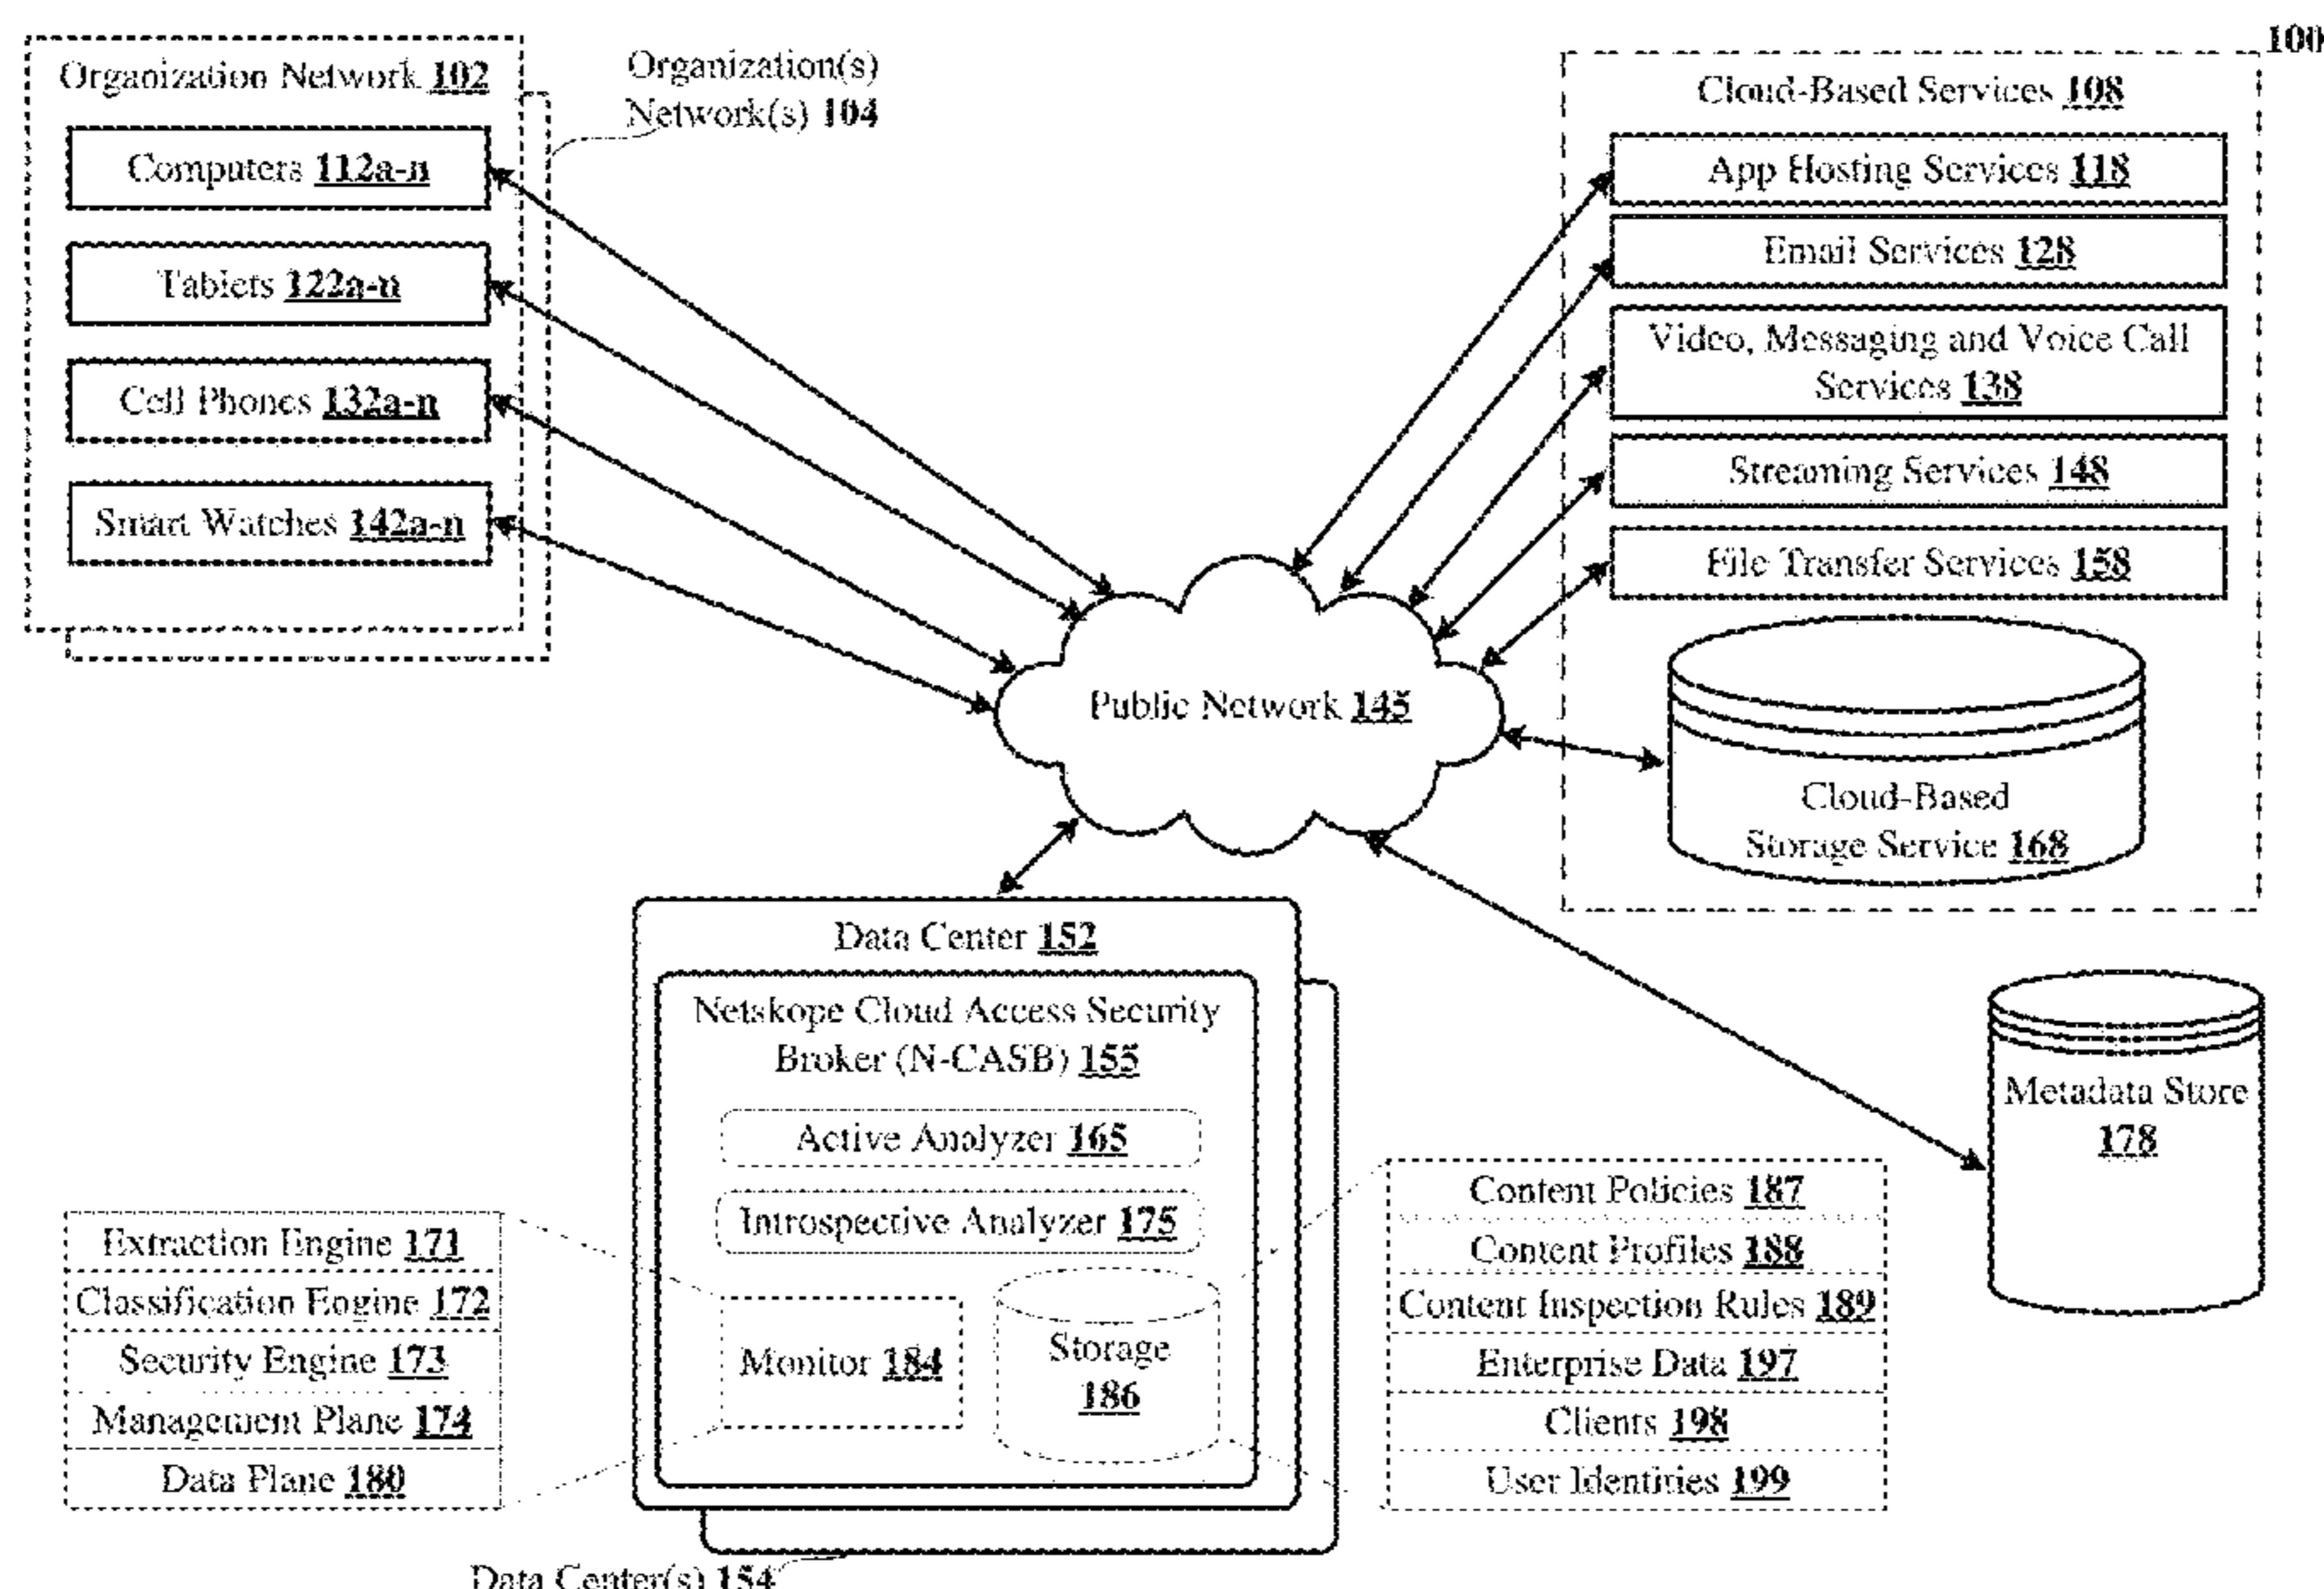 100
Organization Network 102
Computers 112a-n
Tablets 122a-n
Cell Phones 132a-n
Smart Watches 142a-n
Organization(s)
Network(s) 104
Cloud-Based Services 108
App Hosting Services 118
Email Services 128
Video, Messaging and Voice Call
Services 138
Streaming Services 148
File Transfer Services 158
Cloud-Based
Storage Service 168
Public Network 145
Data Center 152
Netskope Cloud Access Security
Broker (N-CASB) 155
Active Analyzer 165
Introspective Analyzer 175
Monitor 184
Storage
186
Metadata Store
178
Extraction Engine 171
Classification Engine 172
Security Engine 173
Management Plane 174
Data Plane 180
Content Policies 187
Content Profiles 188
Content Inspection Rules 189
Enterprise Data 197
Clients 198
User Identities 199
Data Center(s) 154